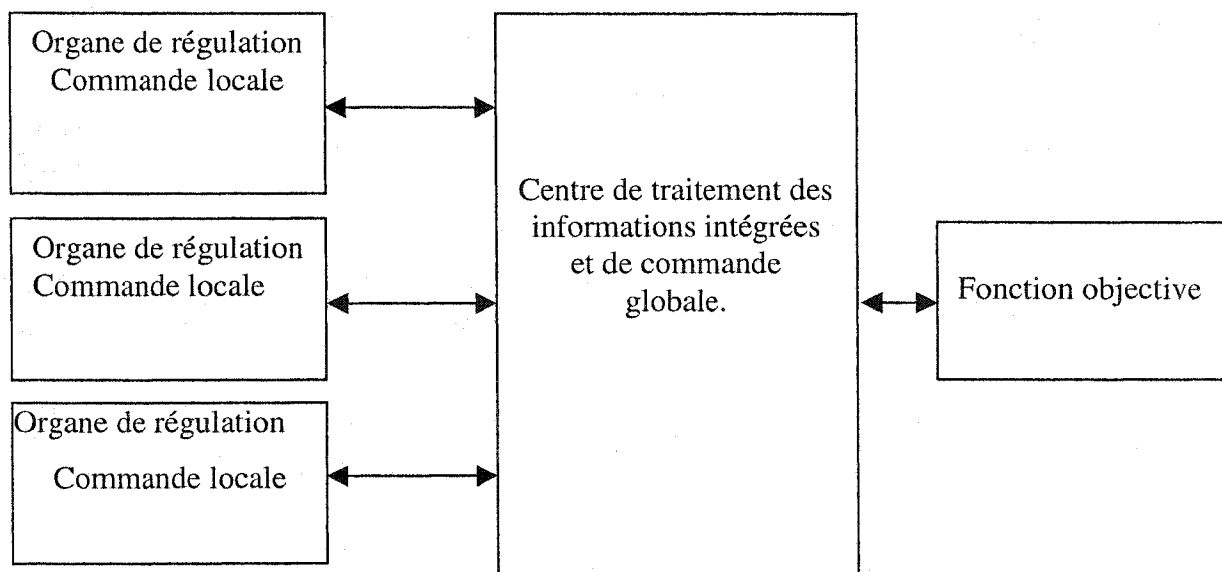 Organe de régulation
Commande locale
Organe de régulation
Commande locale
Organe de régulation
Commande locale
Centre de traitement des
informations intégrées
et de commande
globale.
Fonction objective